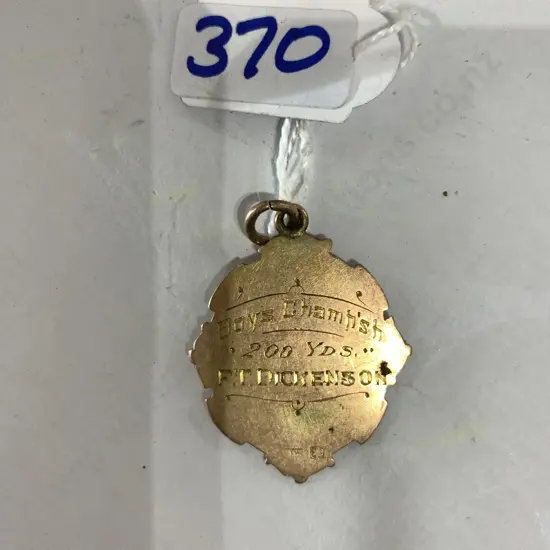 370
Boys Champ'sh
"200 YDS."
P.T. DICKENSON